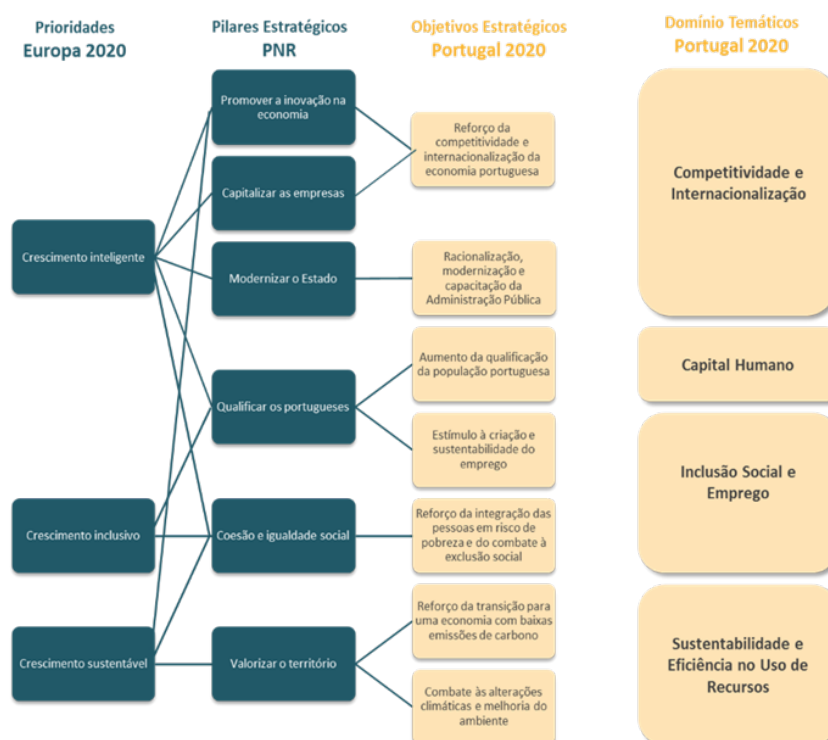 Prioridades
Europa 2020
Pilares Estratégicos
PNR
Objetivos Estratégicos
Portugal 2020
Domínio Temáticos
Portugal 2020
Crescimento inteligente
Crescimento inclusivo
Crescimento sustentável
Promover a inovação na
economia
Capitalizar as empresas
Modernizar o Estado
Qualificar os portugueses
Coesão e igualdade social
Valorizar o território
Reforço da
competitividade e
internacionalização da
economia portuguesa
Racionalização,
modernização e
capacitação da
Administração Pública
Aumento da qualificação
da população portuguesa
Estímulo à criação e
sustentabilidade do
emprego
Reforço da integração das
pessoas em risco de
pobreza e do combate à
exclusão social
Reforço da transição para
uma economia com baixas
emissões de carbono
Combate às alterações
climáticas e melhoria do
ambiente
Competitividade e
Internacionalização
Capital Humano
Inclusão Social e
Emprego
Sustentabilidade e
Eficiência no Uso de
Recursos